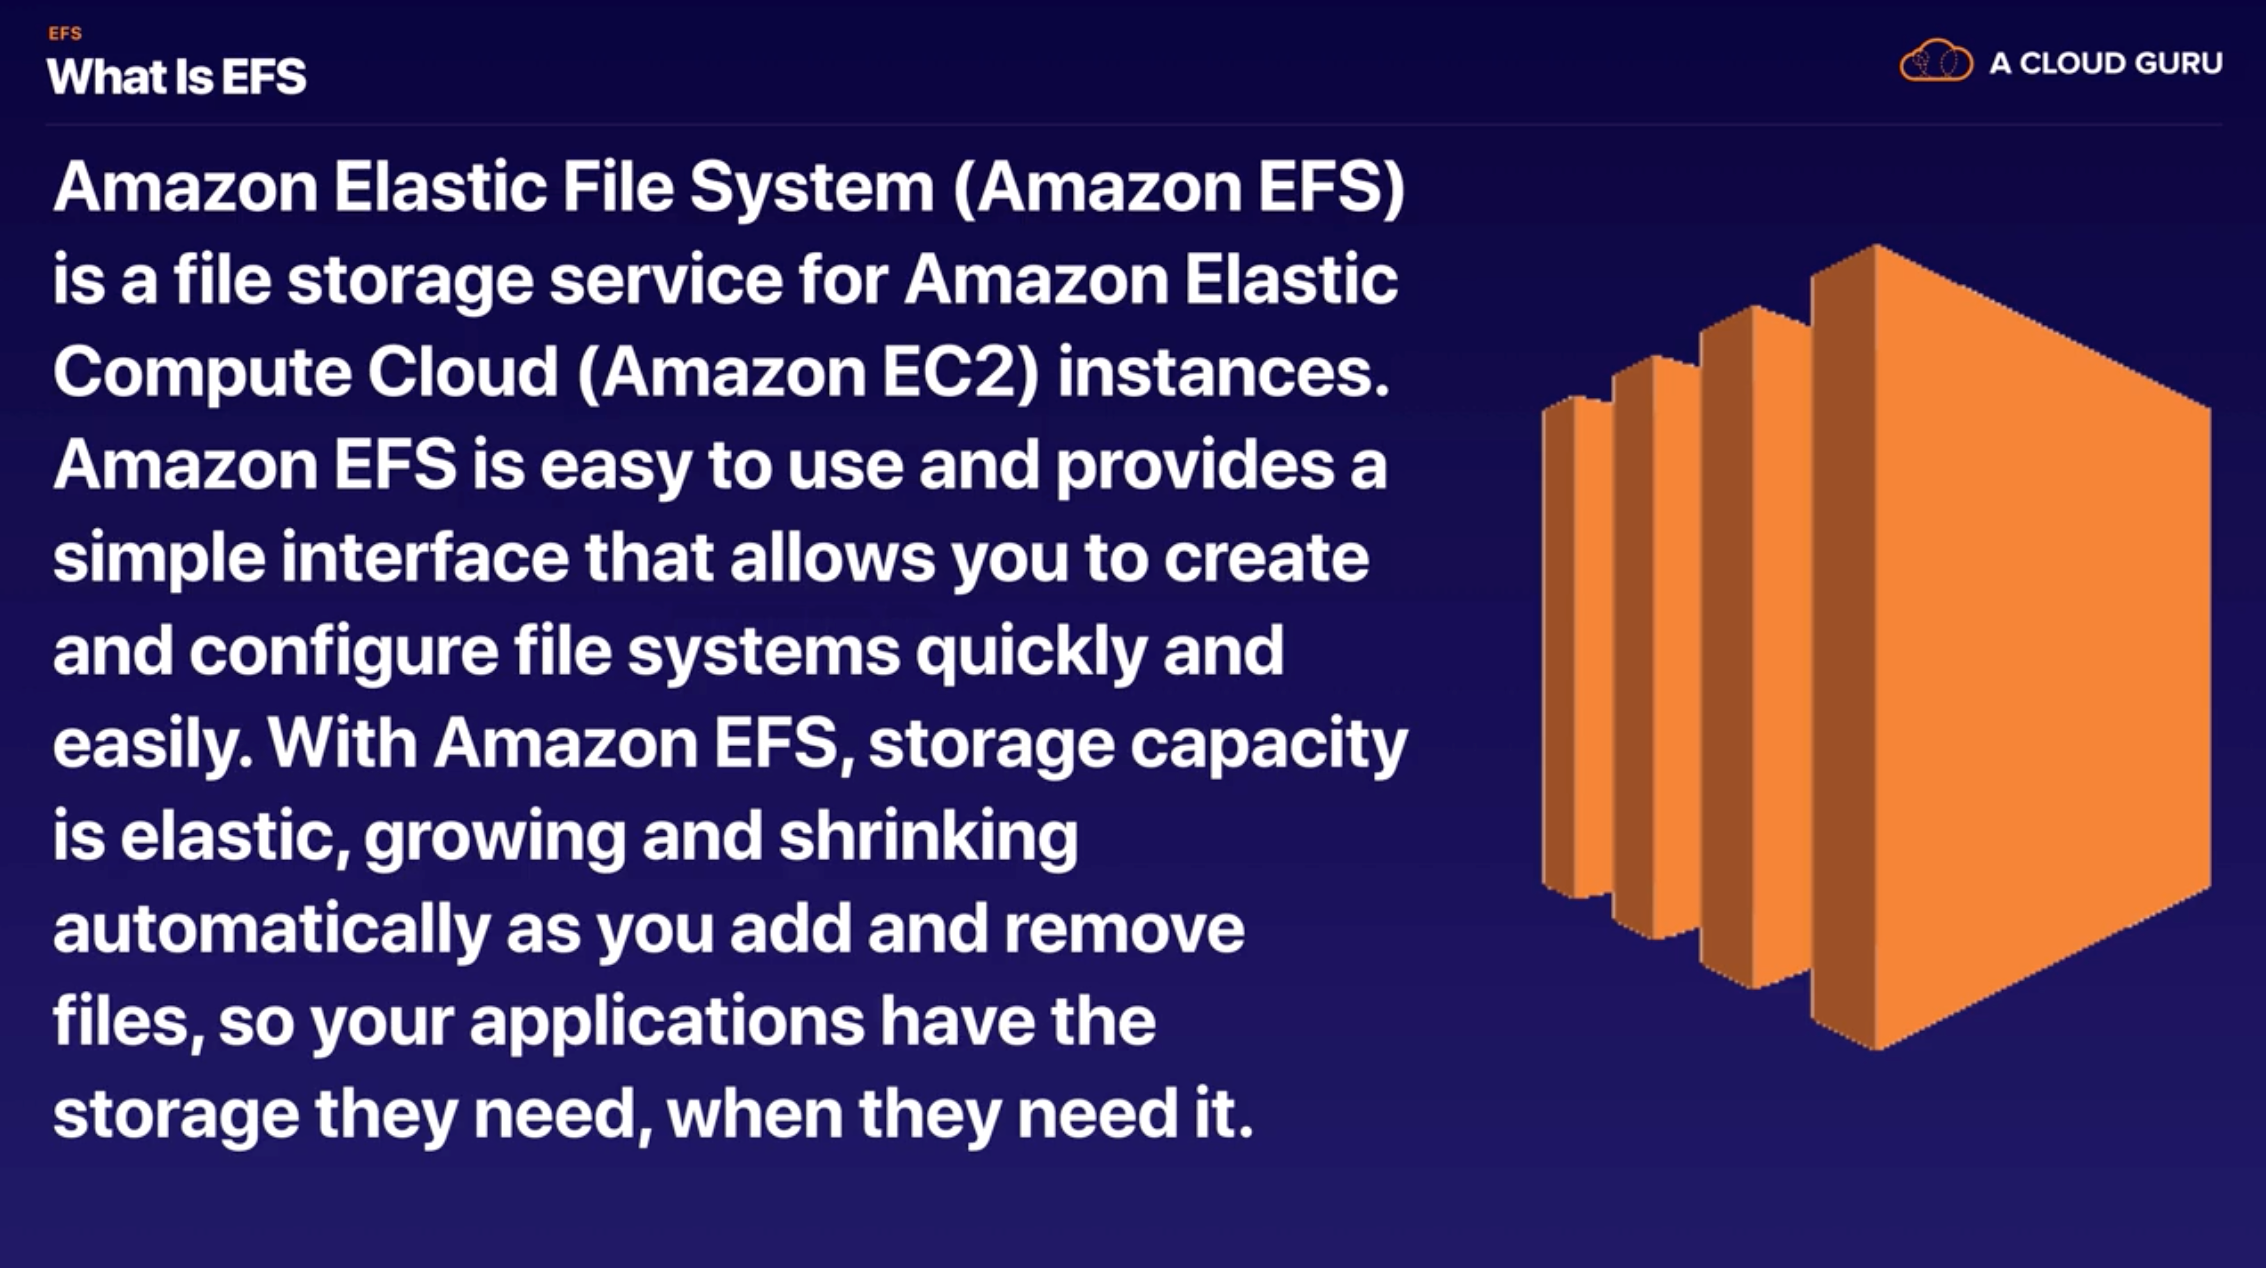 EFS
What Is EFS
A CLOUD GURU
Amazon Elastic File System (Amazon EFS)
is a file storage service for Amazon Elastic
Compute Cloud (Amazon EC2) instances.
Amazon EFS is easy to use and provides a
simple interface that allows you to create
and configure file systems quickly and
easily. With Amazon EFS, storage capacity
is elastic, growing and shrinking
automatically as you add and remove
files, so your applications have the
storage they need, when they need it.